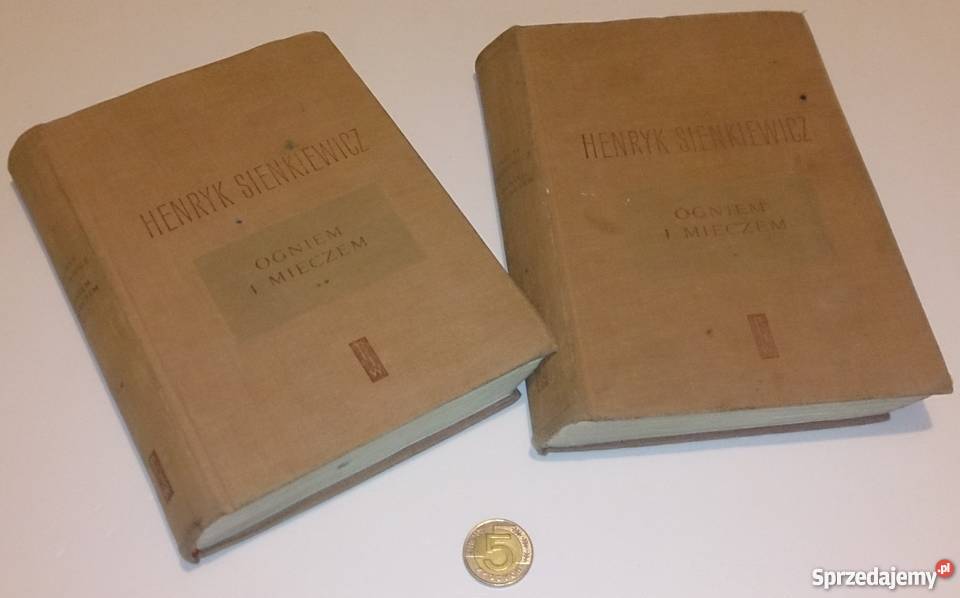 HENRYK SIENKIEWICZ
OGNIEM
I MIECZEM
**
HENRYK SIENKIEWICZ
OGNIEM
I MIECZEM
*
5
Sprzedajemy.pl